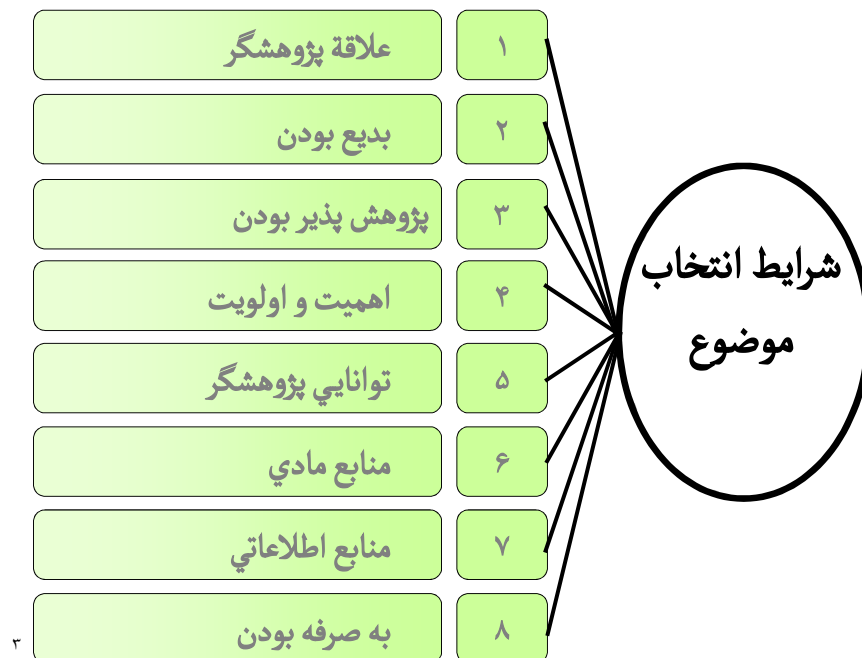 شرایط انتخاب
موضوع
۱ علاقة پژوهشگر
۲ بديع بودن
۳ پژوهش پذير بودن
۴ اهميت و اولويت
۵ توانايي پژوهشگر
۶ منابع مادي
۷ منابع اطلاعاتي
۸ به صرفه بودن
۳